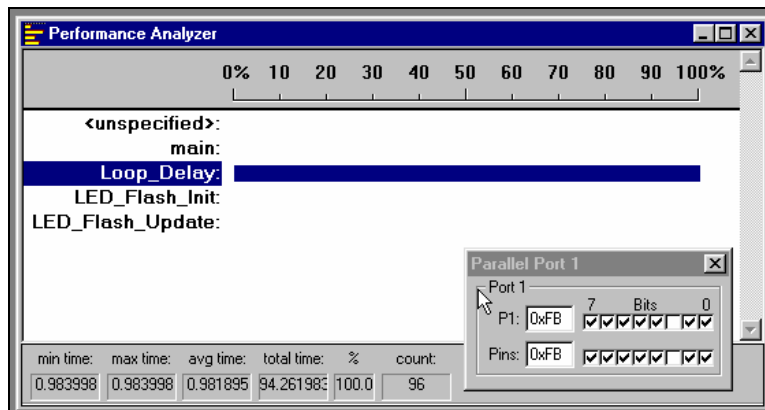 Performance Analyzer
0% 10 20 30 40 50 60 70 80 90 100%
<unspecified>:
main:
Loop_Delay:
LED_Flash_Init:
LED_Flash_Update:
Parallel Port 1
Port 1
7 Bits 0
P1: 0xFB
Pins: 0xFB
min time: max time: avg time: total time: % count:
0.983998 0.983998 0.981895 94.261983 100.0 96